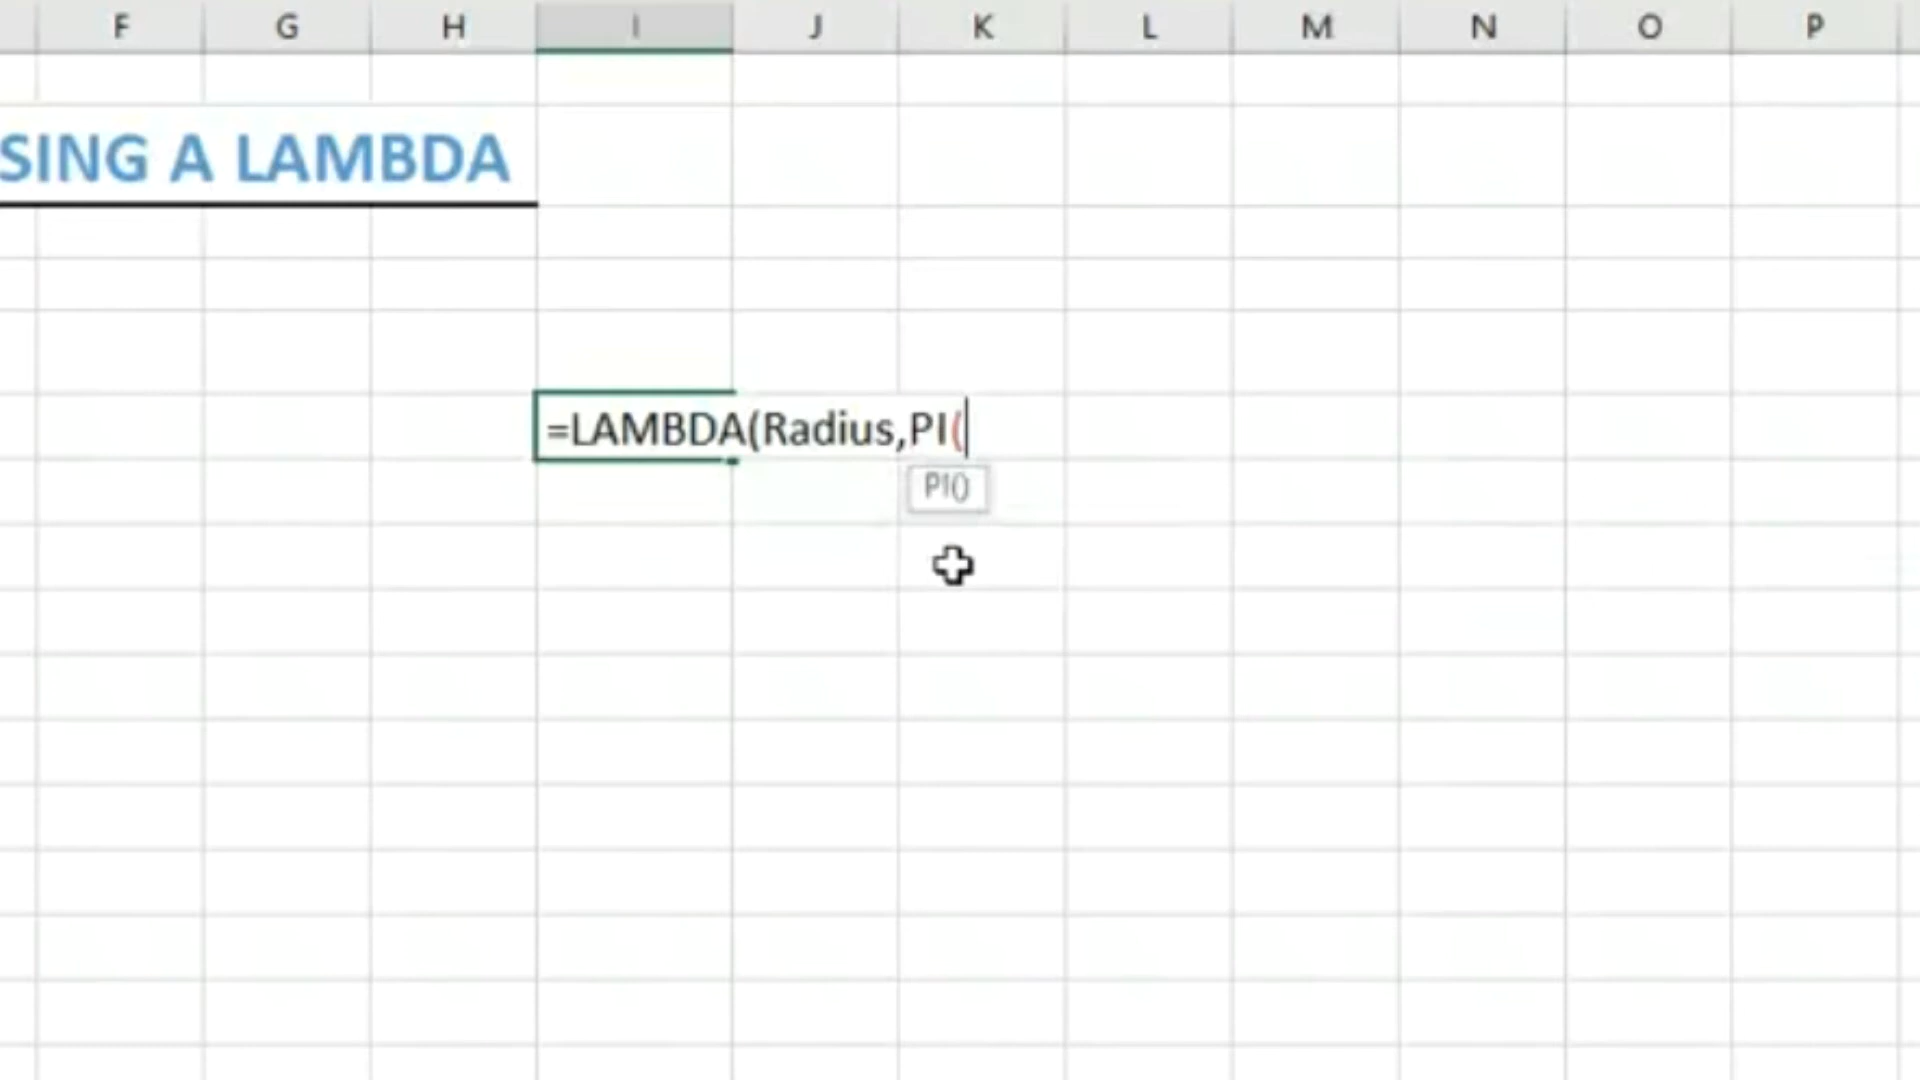 F G H I J K L M N O P
SING A LAMBDA
=LAMBDA(Radius,PI(
PI()